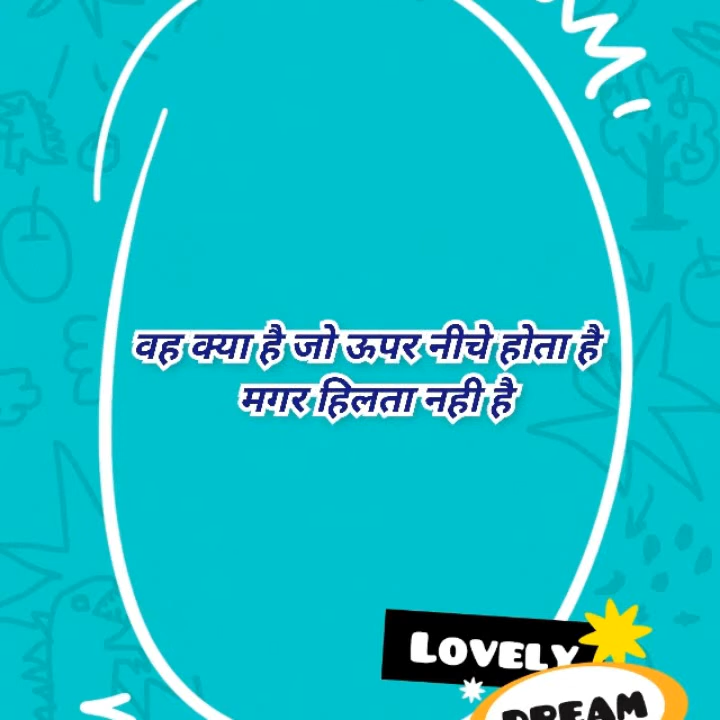 वह क्या है जो ऊपर नीचे होता है
मगर हिलता नही है
LOVELY
DREAM